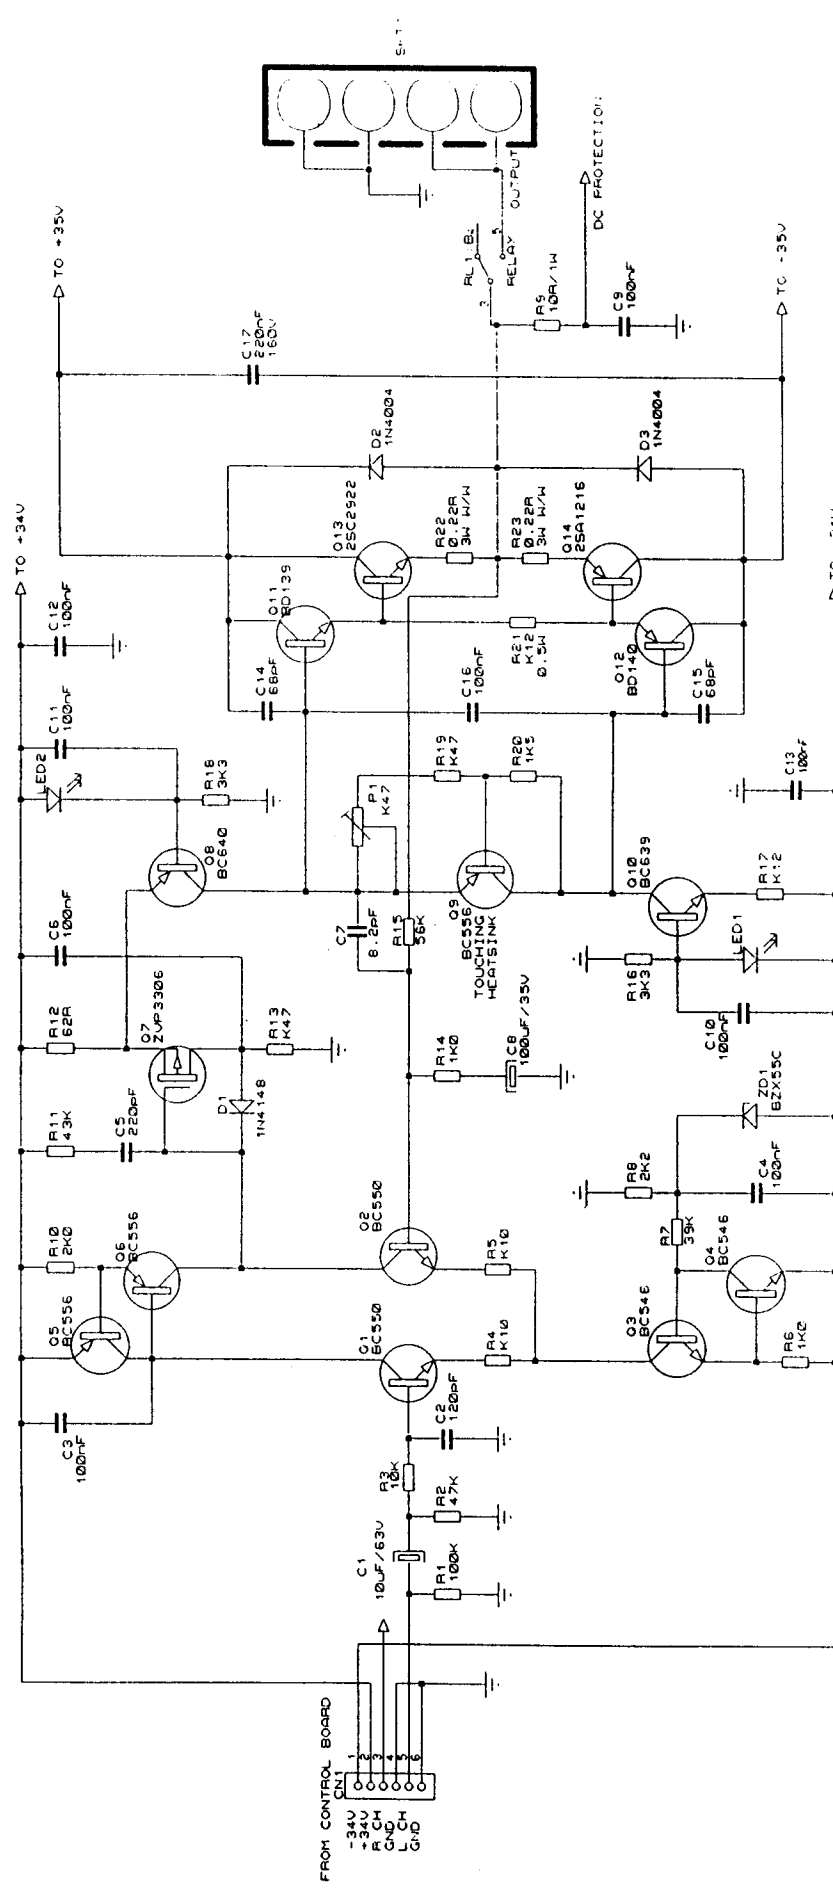 FROM CONTROL BOARD
CN1
-34V 1
+34V 2
R CH 3
GND 4
L CH 5
GND 6
R1
100K
C1
10uF/63V
R2
47K
R3
10K
C2
120pF
C3
100nF
Q5
BC556
Q6
BC556
R10
2K0
Q1
BC550
Q2
BC550
R4
K10
R5
K10
Q3
BC546
Q4
BC546
R6
1K0
R7
39K
R8
2K2
C4
100nF
ZD1
BZX55C
R11
43K
C5
220pF
D1
1N4148
R12
62R
Q7
ZVP3306
R13
K47
C6
100nF
R14
1K0
C8
100uF/35V
R15
56K
C7
8.2pF
Q8
BC640
LED2
C11
100nF
R18
3K3
C12
100nF
TO +34V
P1
K47
R19
K47
R20
1K5
Q9
BC556
TOUCHING
HEATSINK
R16
3K3
C10
100nF
LED1
Q10
BC639
R17
K12
C13
100nF
C14
68pF
C16
100nF
C15
68pF
Q11
BD139
Q13
2SC2922
R22
0.22R
3W W/W
R23
0.22R
3W W/W
Q14
2SA1216
R21
K12
0.5W
Q12
BD140
D2
1N4004
D3
1N4004
C17
220nF
160V
TO +35V
TO -35V
RL1:B
3
5
RELAY
R9
10R/1W
C9
100nF
DC PROTECTION
OUTPUT